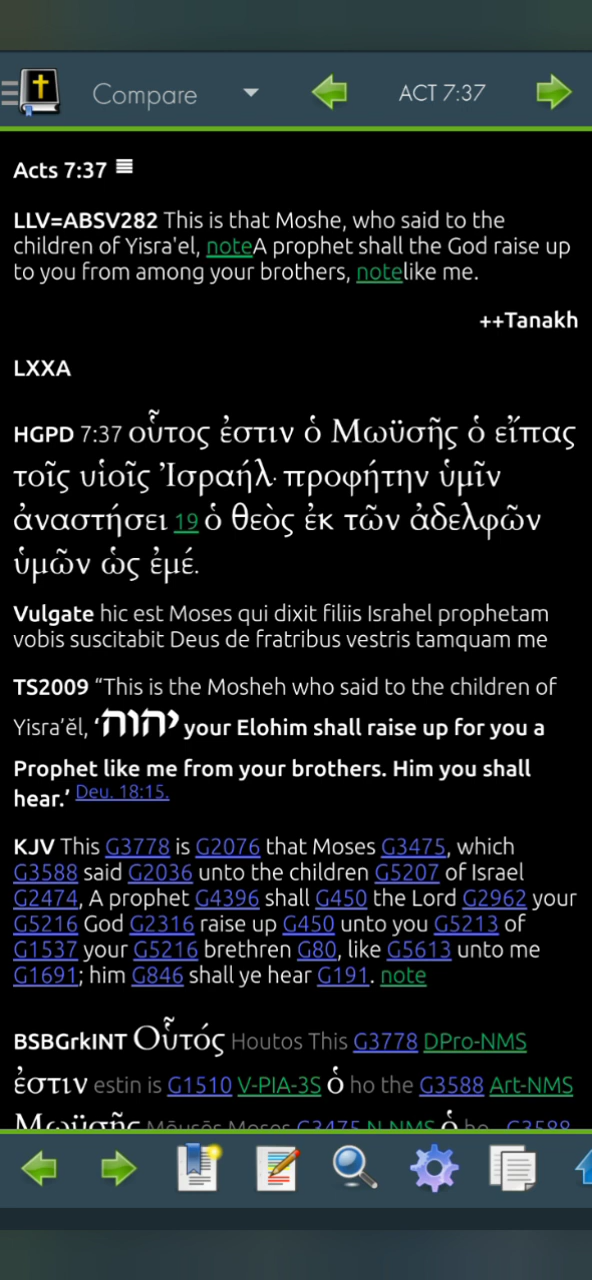 Compare
ACT 7:37
Acts 7:37
LLV=ABSV282 This is that Moshe, who said to the
children of Yisra'el, noteA prophet shall the God raise up
to you from among your brothers, notelike me.
++Tanakh
LXXA
HGPD 7:37 οὗτος ἐστιν ὁ Μωϋσῆς ὁ εἴπας
τοῖς υἱοῖς Ἰσραήλ· προφήτην ὑμῖν
ἀναστήσει 19 ὁ θεὸς ἐκ τῶν ἀδελφῶν
ὑμῶν ὡς ἐμέ.
Vulgate hic est Moses qui dixit filiis Israhel prophetam
vobis suscitabit Deus de fratribus vestris tamquam me
TS2009 “This is the Mosheh who said to the children of
Yisra’ĕl, ‘יהוה your Elohim shall raise up for you a
Prophet like me from your brothers. Him you shall
hear.’ Deu. 18:15.
KJV This G3778 is G2076 that Moses G3475, which
G3588 said G2036 unto the children G5207 of Israel
G2474, A prophet G4396 shall G450 the Lord G2962 your
G5216 God G2316 raise up G450 unto you G5213 of
G1537 your G5216 brethren G80, like G5613 unto me
G1691; him G846 shall ye hear G191. note
BSBGrkINT Οὗτός Houtos This G3778 DPro-NMS
ἐστιν estin is G1510 V-PIA-3S ὁ ho the G3588 Art-NMS
Μωϋσῆς Mōusēs Moses G3475 N-NMS ὁ ho G3588